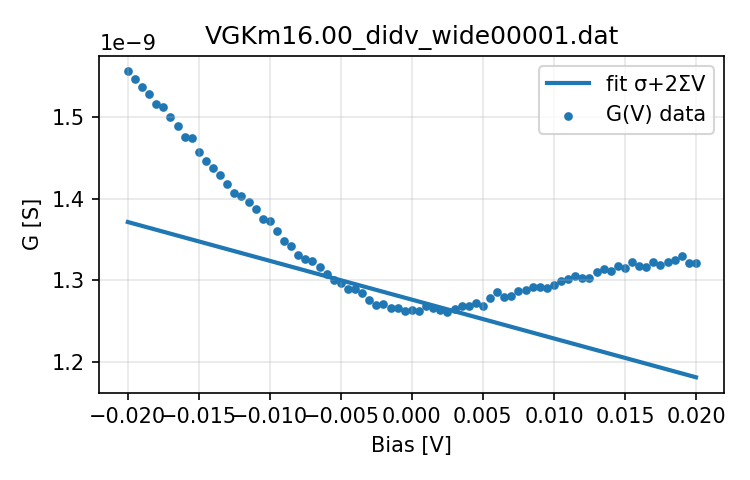 VGKm16.00_didv_wide00001.dat
1e−9
fit σ+2ΣV
G(V) data
1.5
1.4
1.3
1.2
G [S]
−0.020 −0.015 −0.010 −0.005 0.000 0.005 0.010 0.015 0.020
Bias [V]